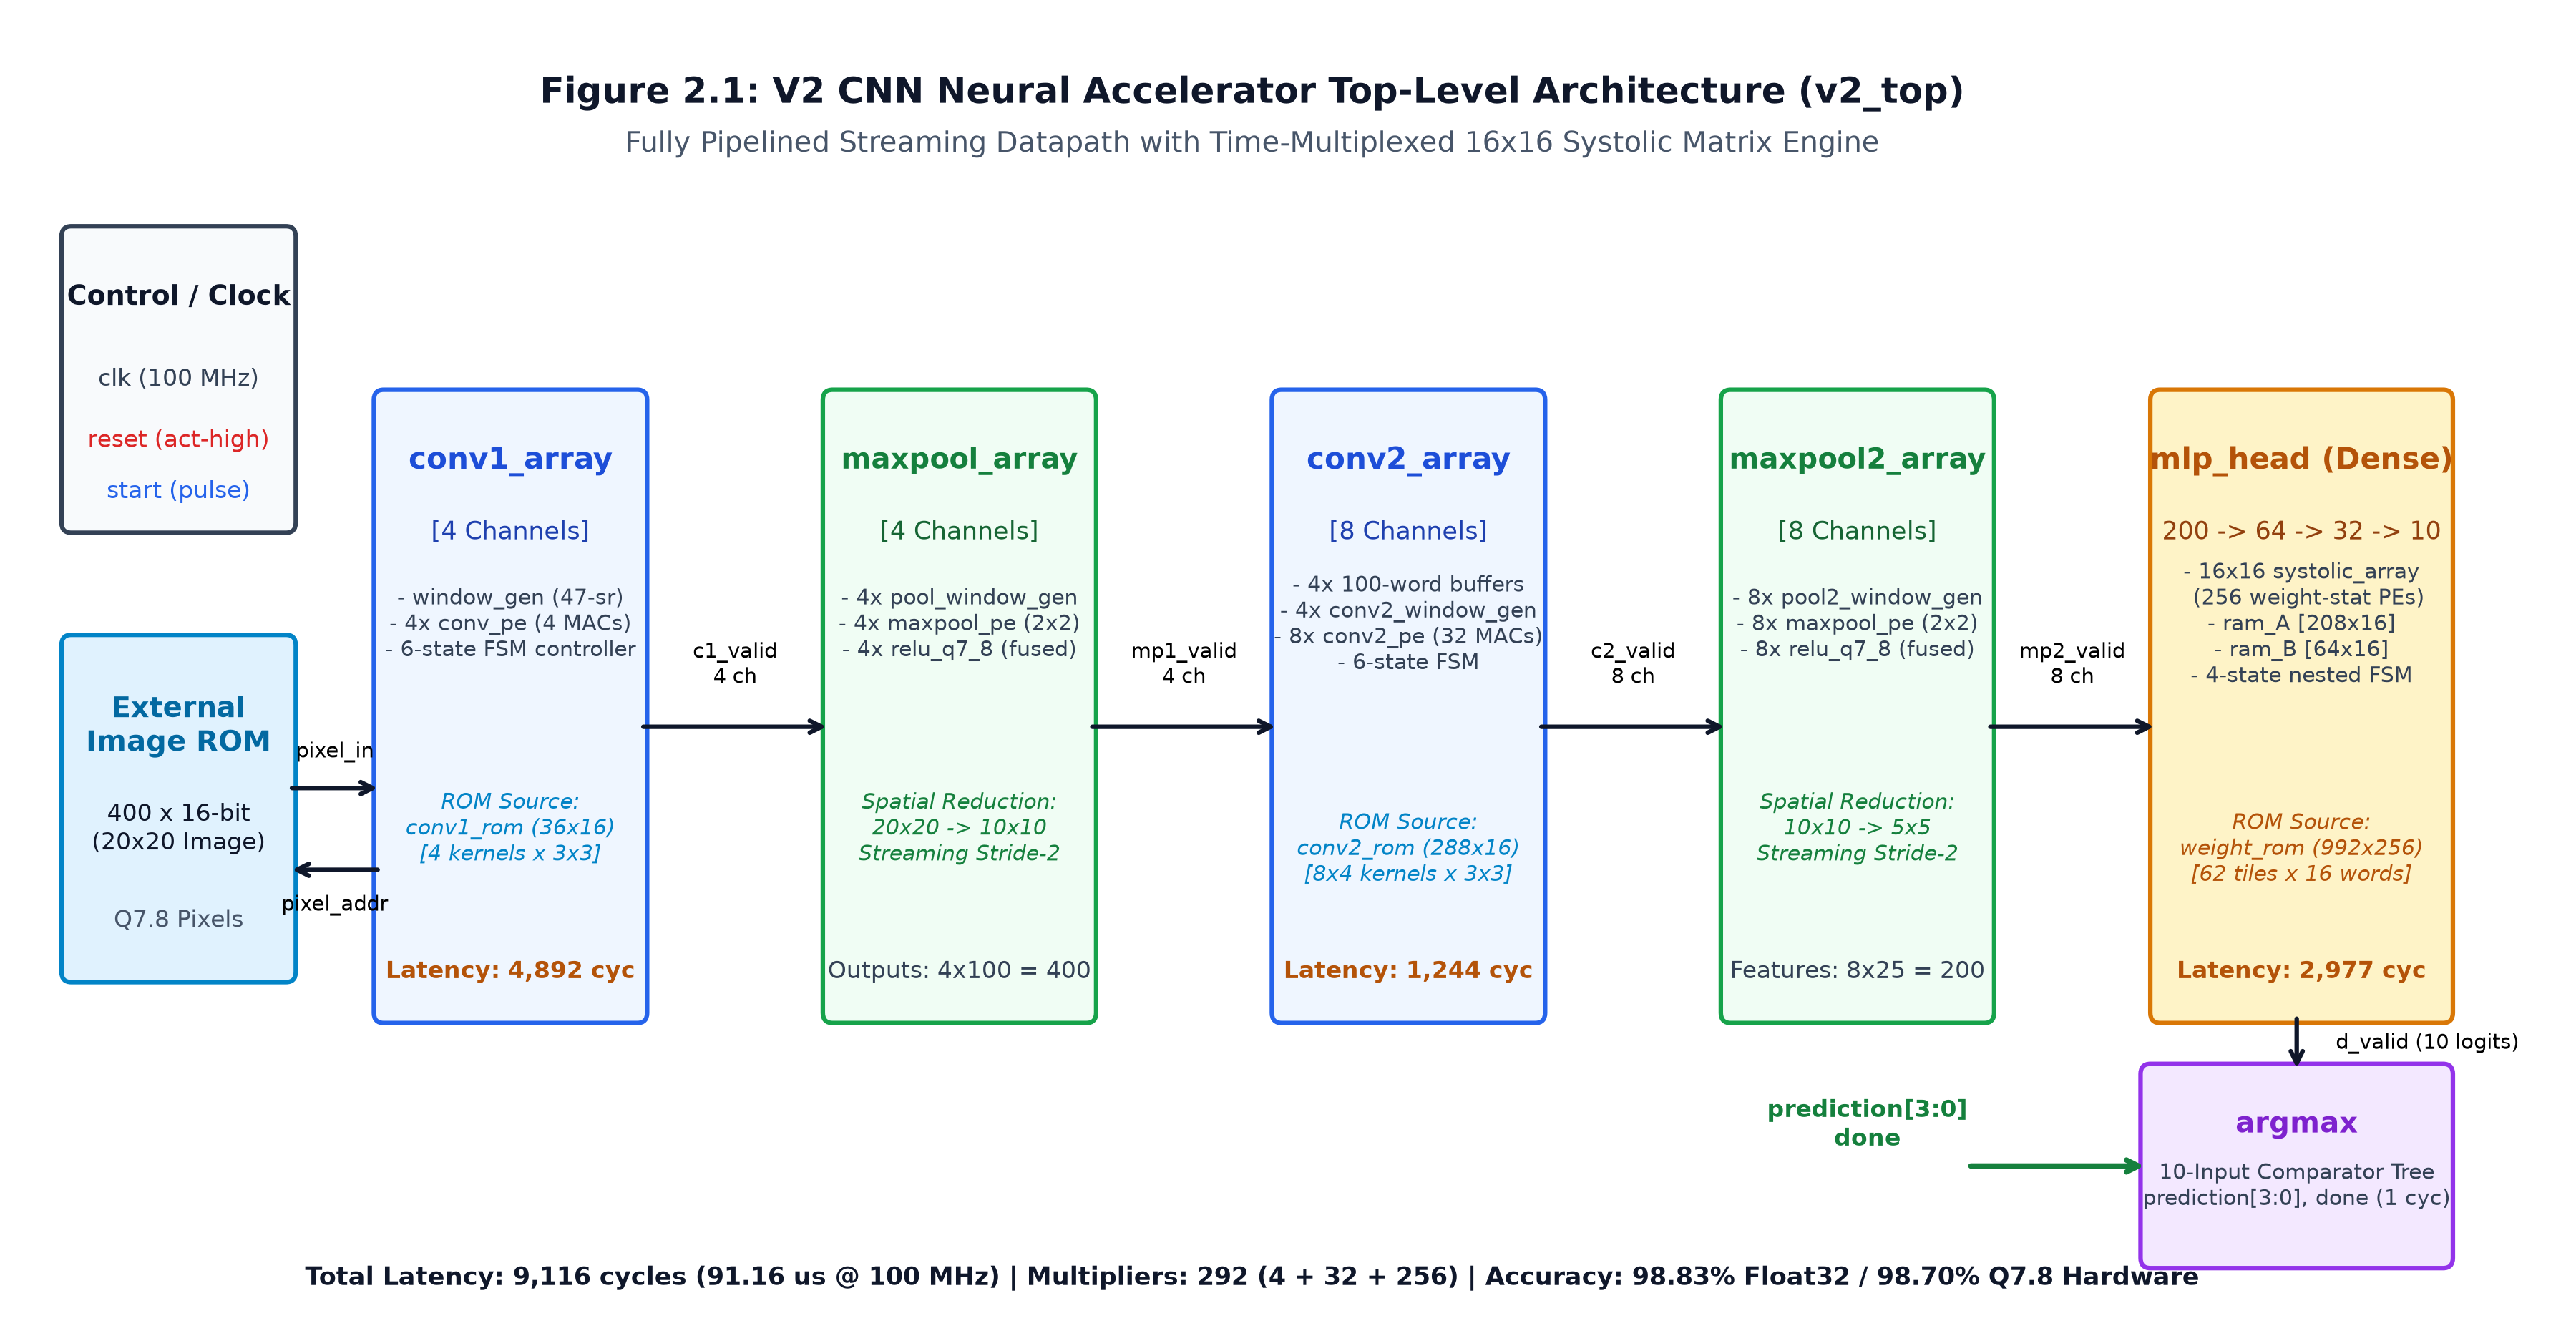 Figure 2.1: V2 CNN Neural Accelerator Top-Level Architecture (v2_top)
Fully Pipelined Streaming Datapath with Time-Multiplexed 16x16 Systolic Matrix Engine
Control / Clock
clk (100 MHz)
reset (act-high)
start (pulse)
External
Image ROM
400 x 16-bit
(20x20 Image)
Q7.8 Pixels
pixel_in
pixel_addr
conv1_array
[4 Channels]
- window_gen (47-sr)
- 4x conv_pe (4 MACs)
- 6-state FSM controller
ROM Source:
conv1_rom (36x16)
[4 kernels x 3x3]
Latency: 4,892 cyc
c1_valid
4 ch
maxpool_array
[4 Channels]
- 4x pool_window_gen
- 4x maxpool_pe (2x2)
- 4x relu_q7_8 (fused)
Spatial Reduction:
20x20 -> 10x10
Streaming Stride-2
Outputs: 4x100 = 400
mp1_valid
4 ch
conv2_array
[8 Channels]
- 4x 100-word buffers
- 4x conv2_window_gen
- 8x conv2_pe (32 MACs)
- 6-state FSM
ROM Source:
conv2_rom (288x16)
[8x4 kernels x 3x3]
Latency: 1,244 cyc
c2_valid
8 ch
maxpool2_array
[8 Channels]
- 8x pool2_window_gen
- 8x maxpool_pe (2x2)
- 8x relu_q7_8 (fused)
Spatial Reduction:
10x10 -> 5x5
Streaming Stride-2
Features: 8x25 = 200
mp2_valid
8 ch
mlp_head (Dense)
200 -> 64 -> 32 -> 10
- 16x16 systolic_array
(256 weight-stat PEs)
- ram_A [208x16]
- ram_B [64x16]
- 4-state nested FSM
ROM Source:
weight_rom (992x256)
[62 tiles x 16 words]
Latency: 2,977 cyc
d_valid (10 logits)
prediction[3:0]
done
argmax
10-Input Comparator Tree
prediction[3:0], done (1 cyc)
Total Latency: 9,116 cycles (91.16 us @ 100 MHz) | Multipliers: 292 (4 + 32 + 256) | Accuracy: 98.83% Float32 / 98.70% Q7.8 Hardware